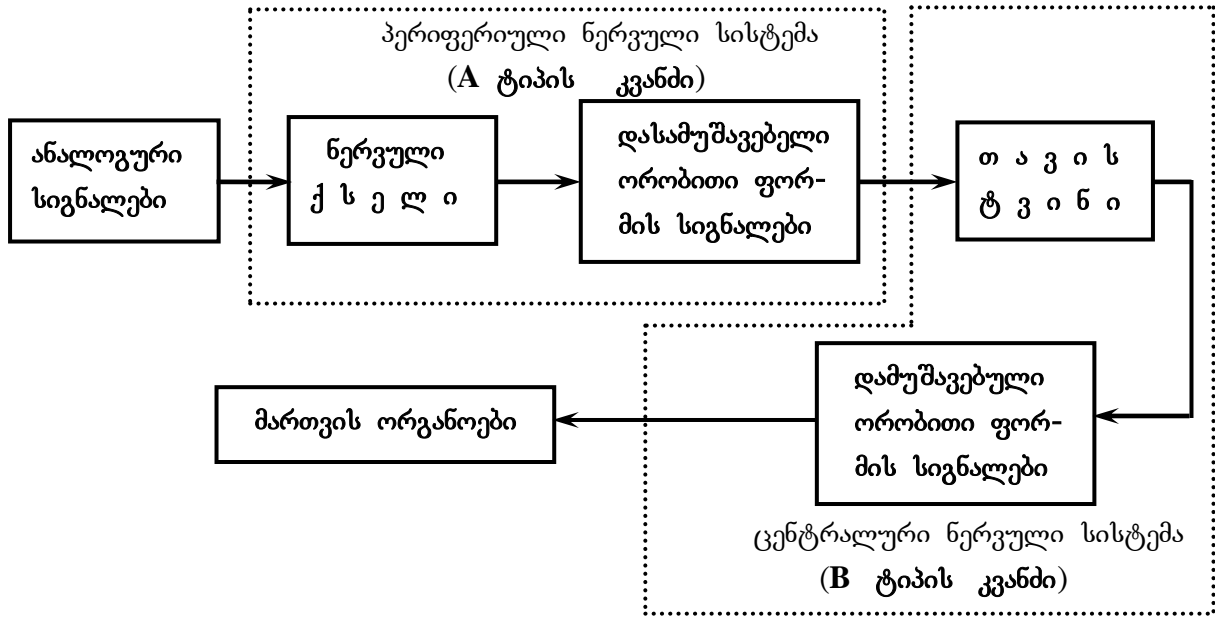 პერიფერიული ნერვული სისტემა
(A ტიპის კვანძი)
ანალოგური
სიგნალები
ნერვული
ქ ს ე ლ ი
დასამუშავებელი
ორობითი ფორ-
მის სიგნალები
თ ა ვ ი ს
ტ ვ ი ნ ი
დამუშავებული
ორობითი ფორ-
მის სიგნალები
მართვის ორგანოები
ცენტრალური ნერვული სისტემა
(B ტიპის კვანძი)